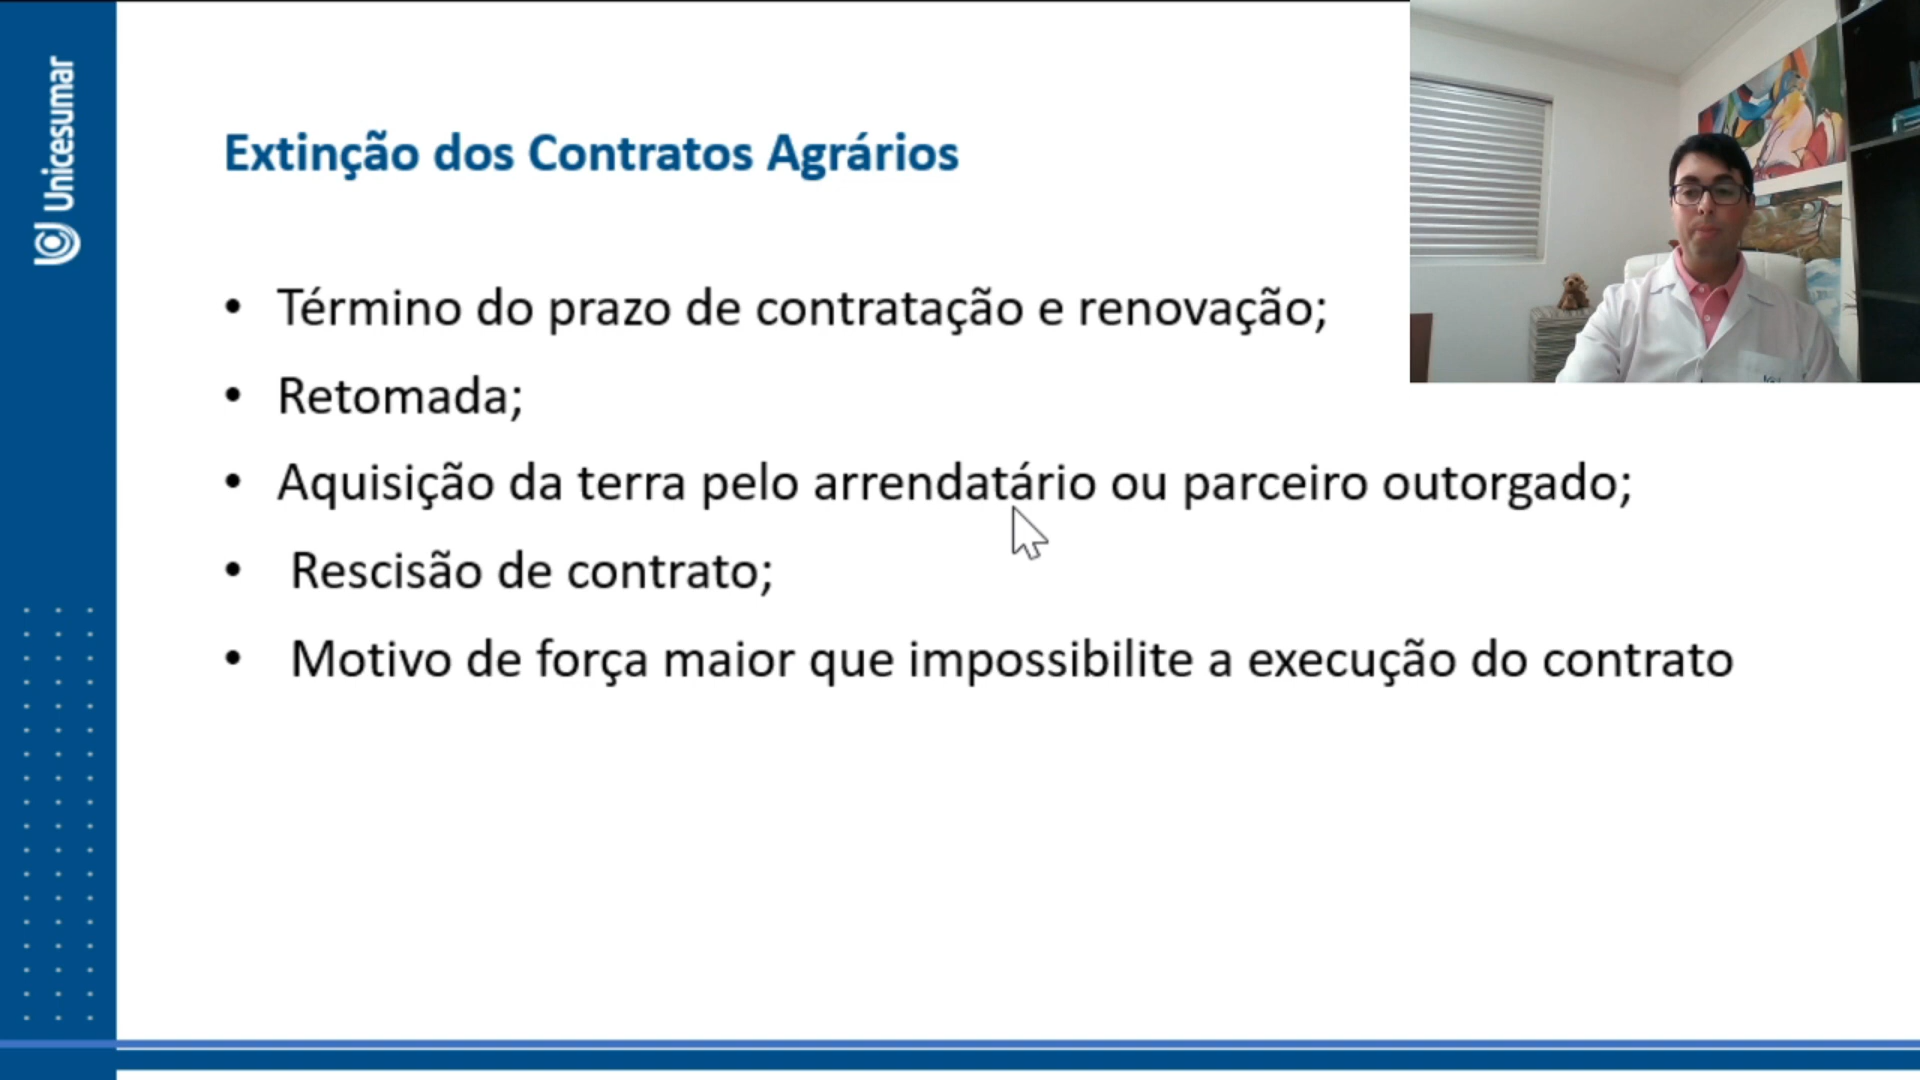 Unicesumar
Extinção dos Contratos Agrários
• Término do prazo de contratação e renovação;
• Retomada;
• Aquisição da terra pelo arrendatário ou parceiro outorgado;
• Rescisão de contrato;
• Motivo de força maior que impossibilite a execução do contrato